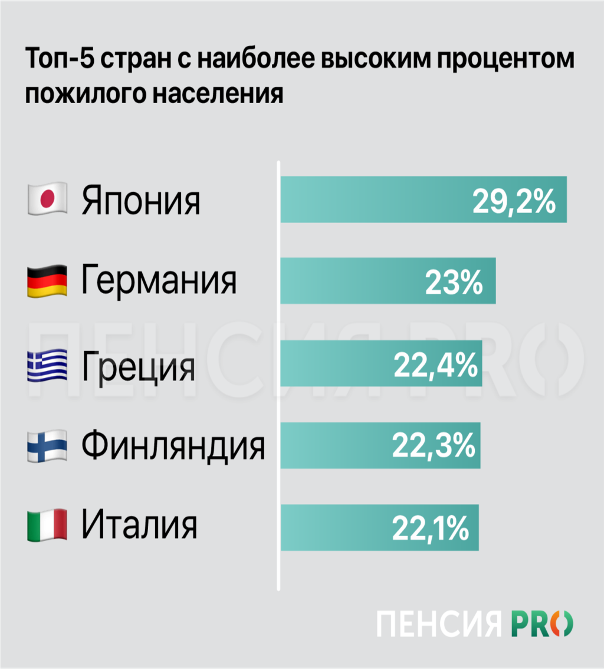 Топ-5 стран с наиболее высоким процентом
пожилого населения
Япония 29,2%
Германия 23%
ПЕНСИЯ PRO
Греция 22,4%
Финляндия 22,3%
Италия 22,1%
ПЕНСИЯ PRO